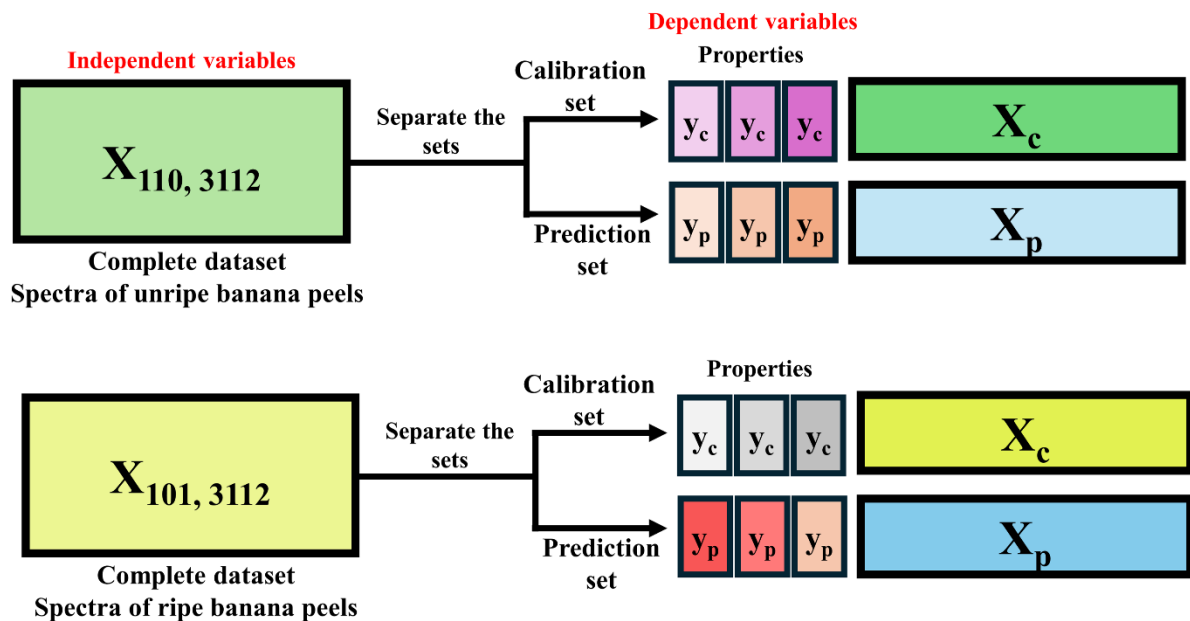 Independent variables
X110, 3112
Complete dataset
Spectra of unripe banana peels
Separate the
sets
Calibration
set
Prediction
set
Dependent variables
Properties
yc yc yc
Xc
yp yp yp
Xp
X101, 3112
Complete dataset
Spectra of ripe banana peels
Separate the
sets
Calibration
set
Prediction
set
Properties
yc yc yc
Xc
yp yp yp
Xp